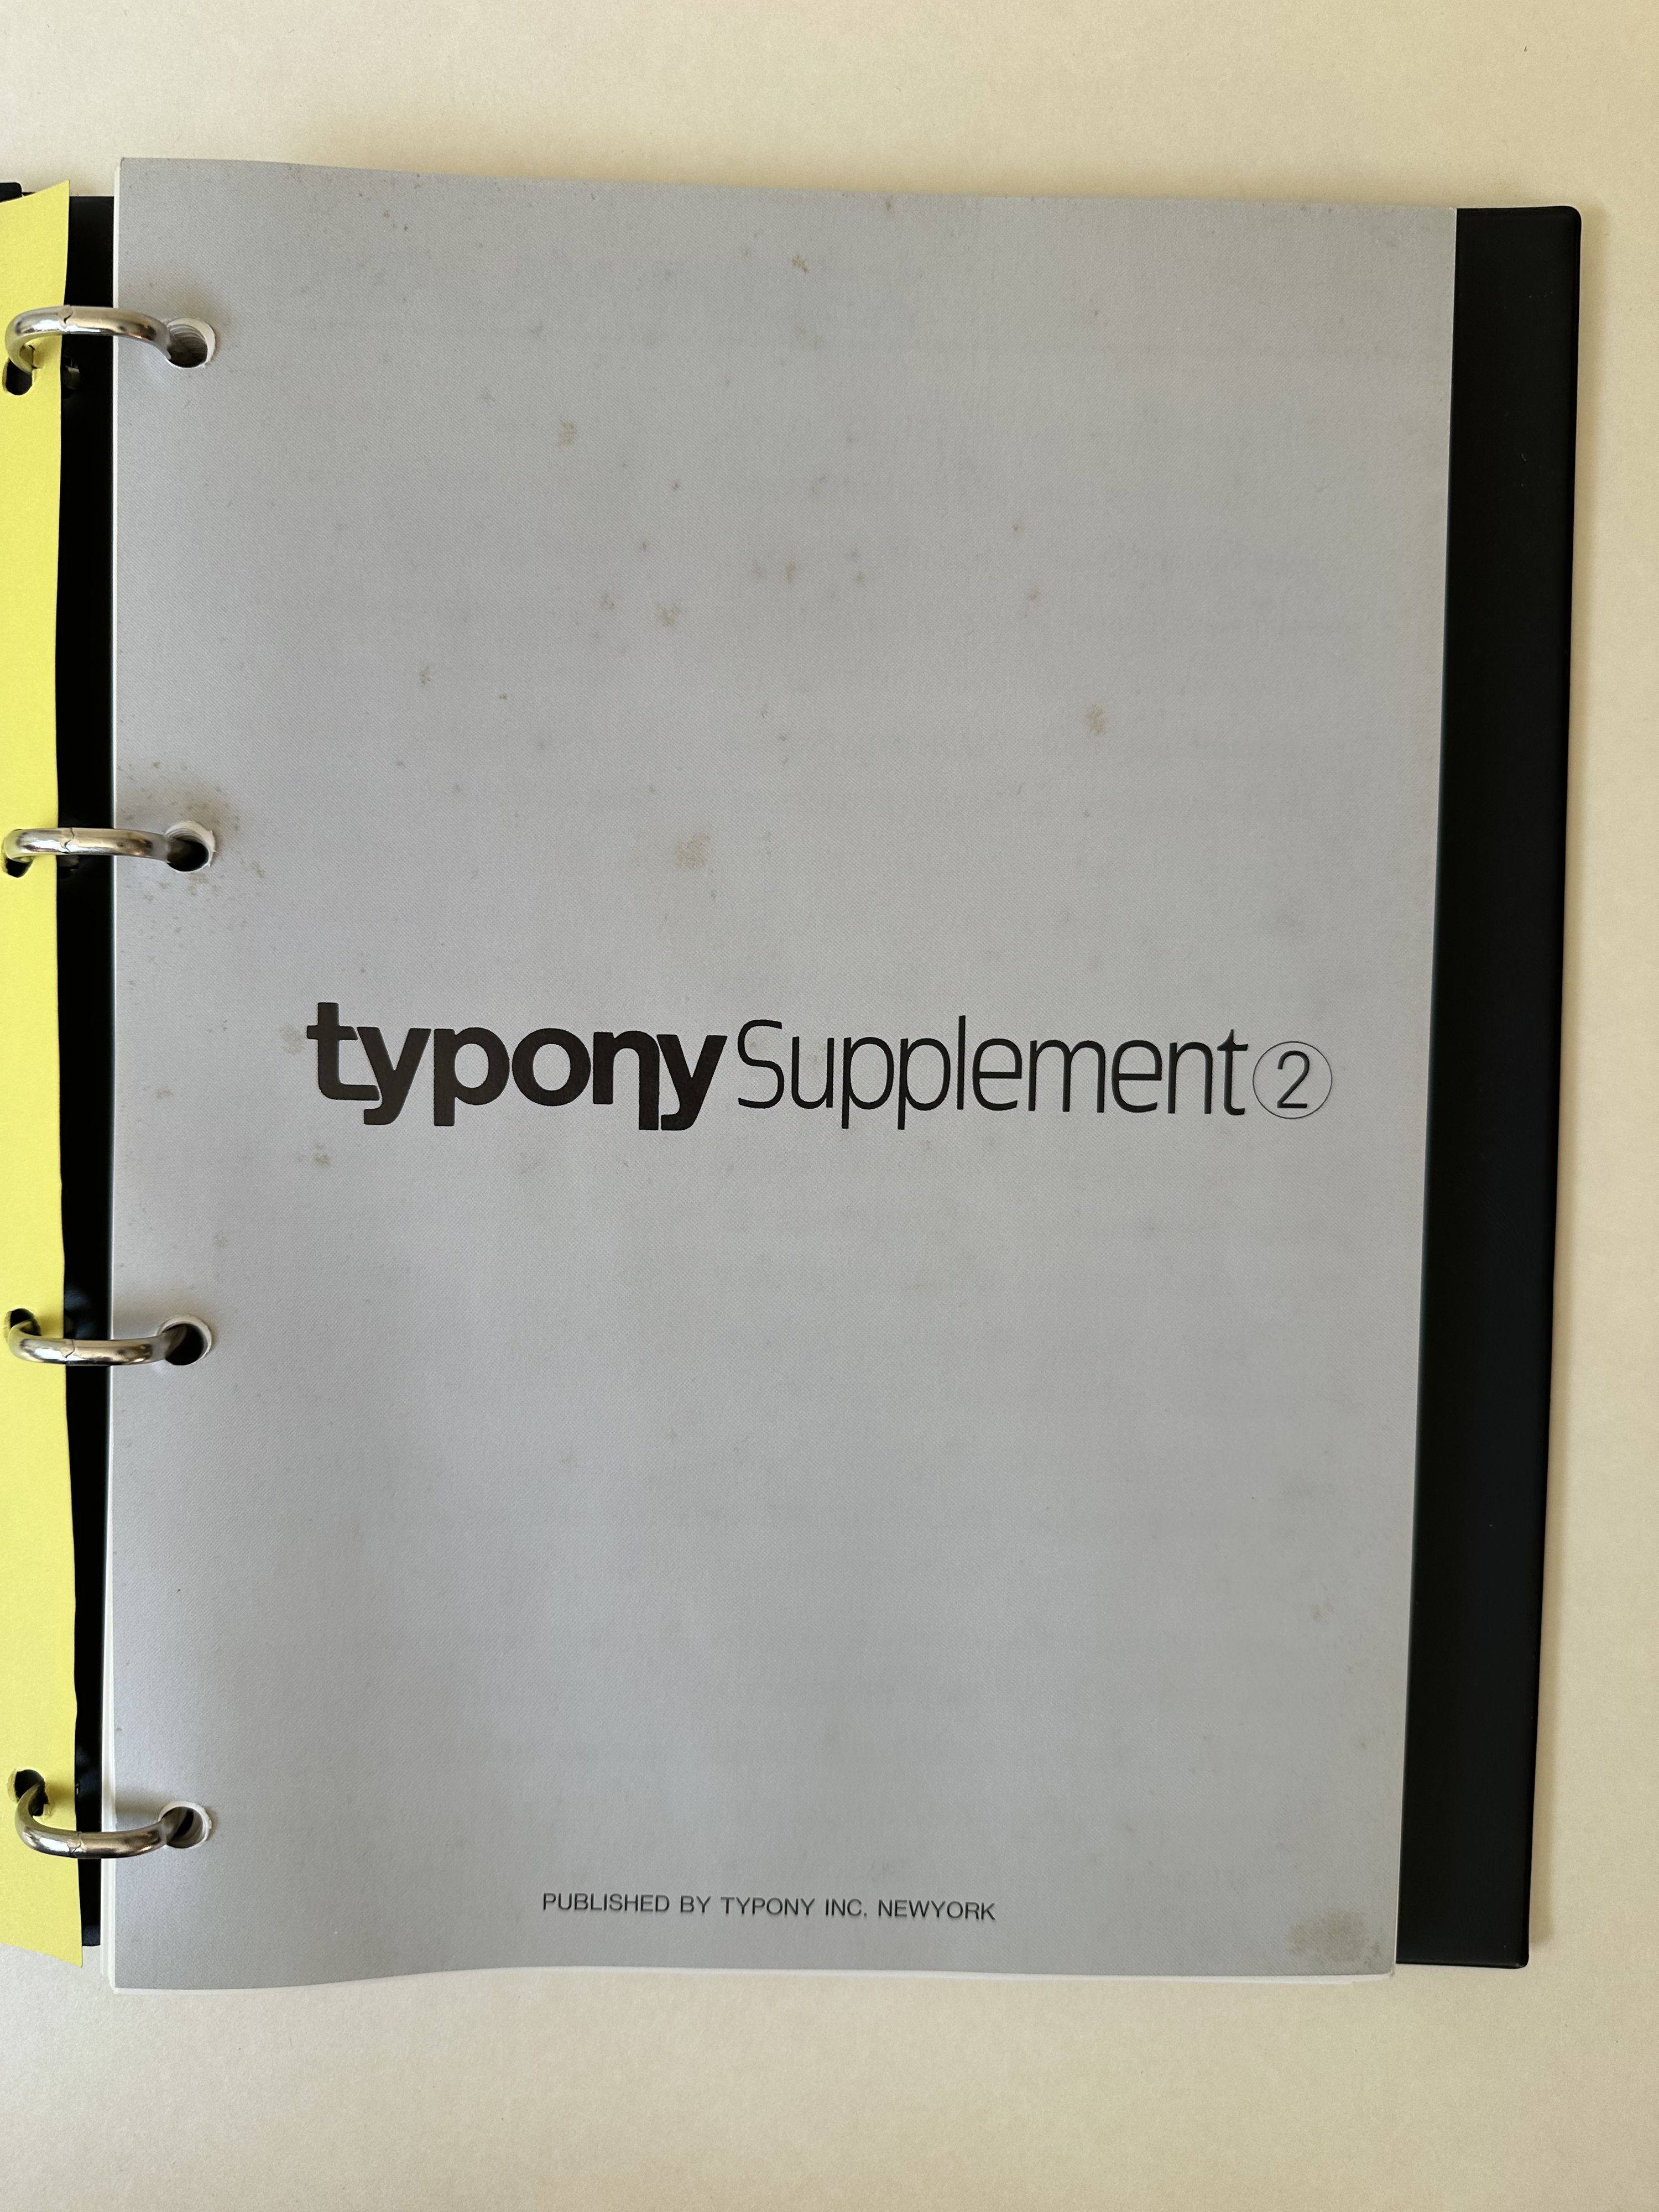 typony Supplement ②
PUBLISHED BY TYPONY INC. NEWYORK